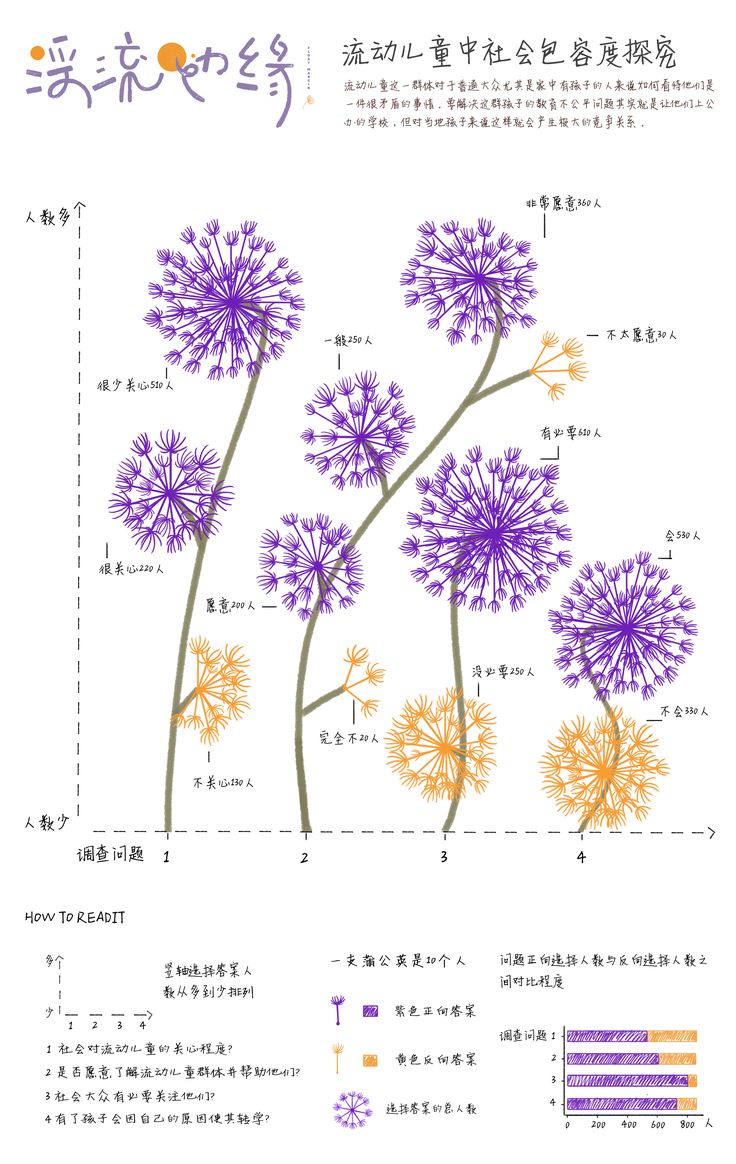 浮流边缘
流动儿童中社会包容度探究
流动儿童这一群体对于普通大众尤其是家中有孩子的人来说如何看待他们是
一件很矛盾的事情，要解决这群孩子的教育不公平问题其实就是让他们上公
办的学校，但对当地孩子来说这样就会产生极大的竞争关系．
人数多
非常愿意360人
不太愿意30人
一般250人
很少关心510人
有必要610人
会530人
很关心220人
愿意200人
没必要250人
不会330人
完全不20人
不关心130人
人数少
调查问题 1 2 3 4
HOW TO READIT
多
少
1 2 3 4
竖轴选择答案人
数从多到少排列
1 社会对流动儿童的关心程度?
2 是否愿意了解流动儿童群体并帮助他们?
3 社会大众有必要关注他们?
4 有了孩子会因自己的原因使其转学?
一支蒲公英是10个人
紫色正向答案
黄色反向答案
选择答案的总人数
问题正向选择人数与反向选择人数之
间对比程度
调查问题 1
2
3
4
0 200 400 600 800 人